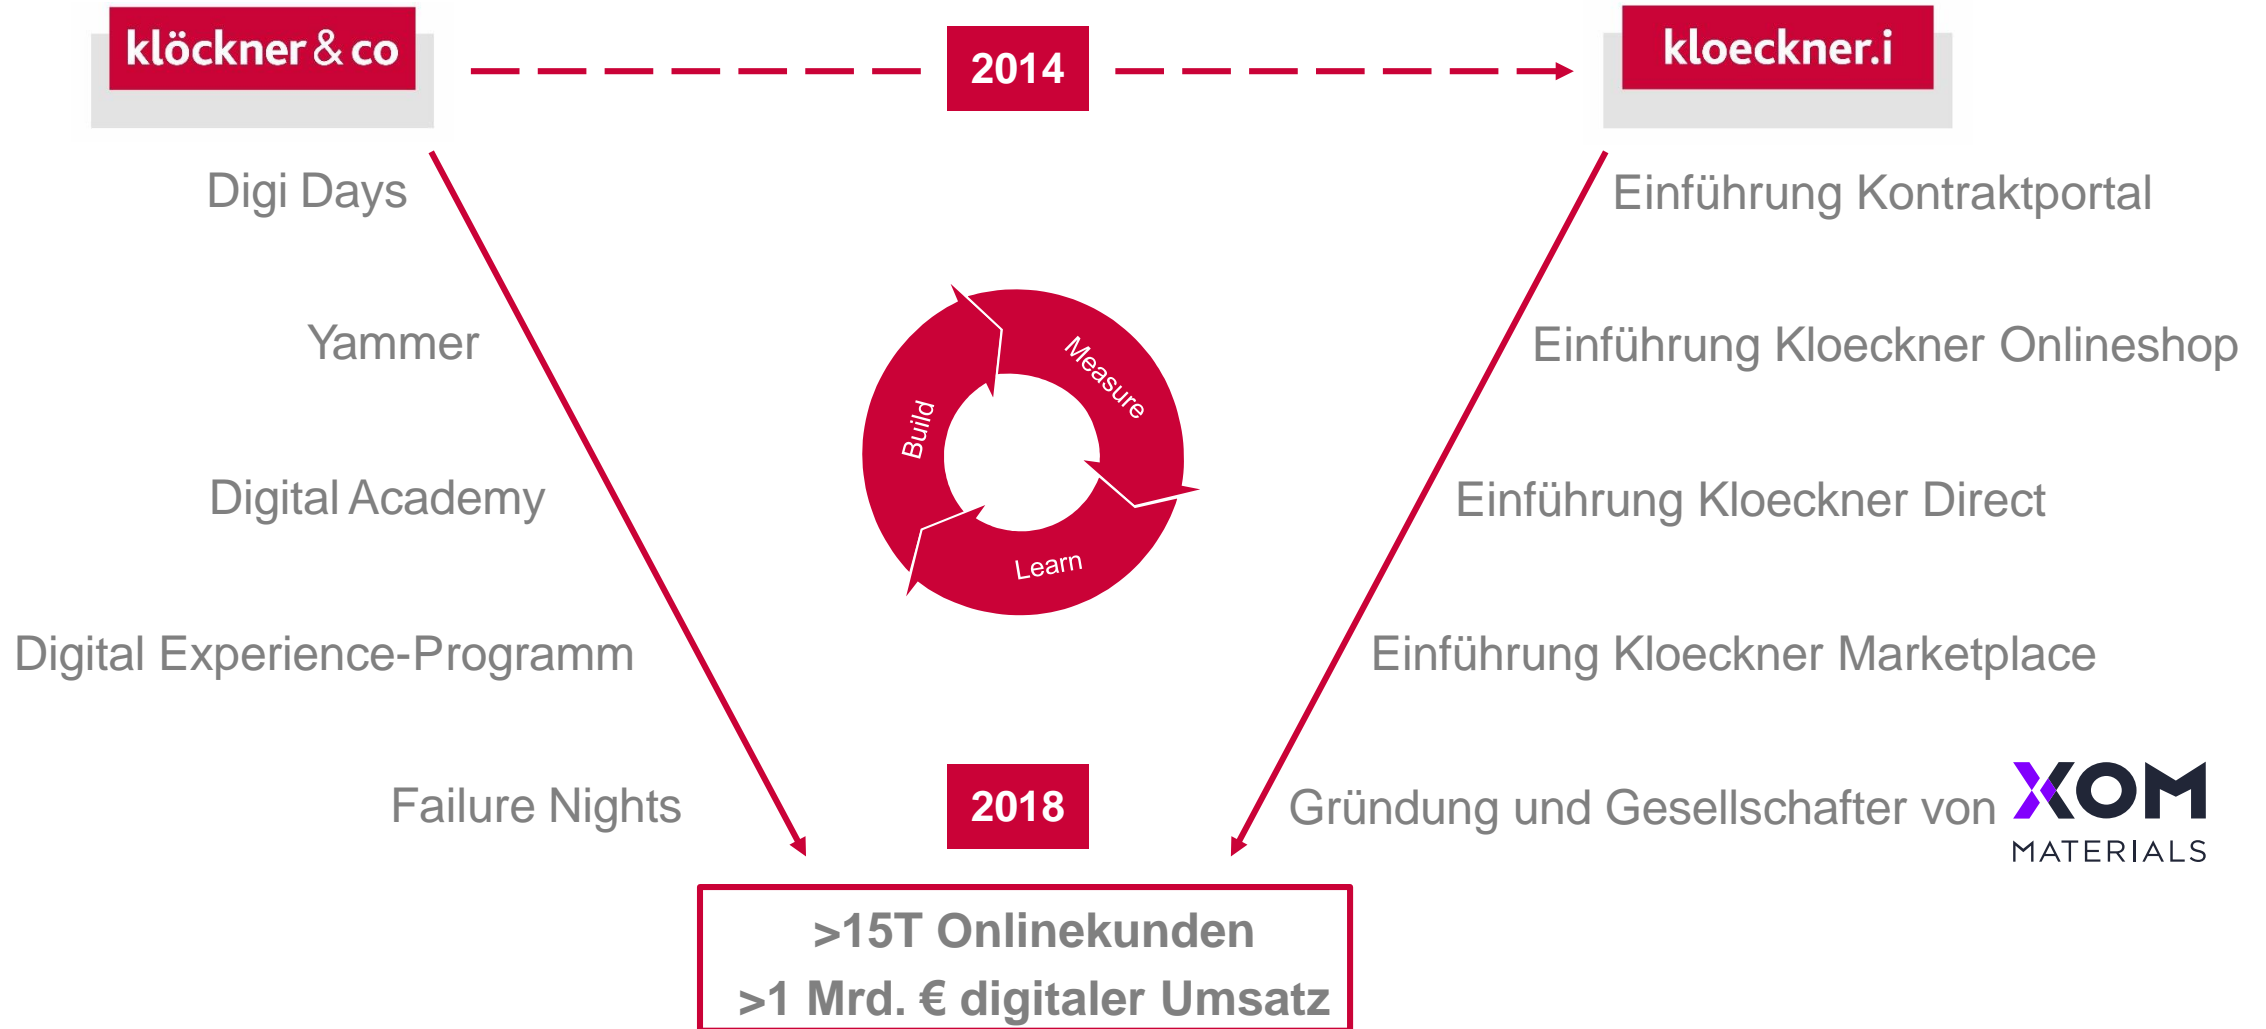 klöckner & co
2014
kloeckner.i
Digi Days
Einführung Kontraktportal
Yammer
Einführung Kloeckner Onlineshop
Measure
Build
Learn
Digital Academy
Einführung Kloeckner Direct
Digital Experience-Programm
Einführung Kloeckner Marketplace
Failure Nights
2018
Gründung und Gesellschafter von XOM
MATERIALS
>15T Onlinekunden
>1 Mrd. € digitaler Umsatz